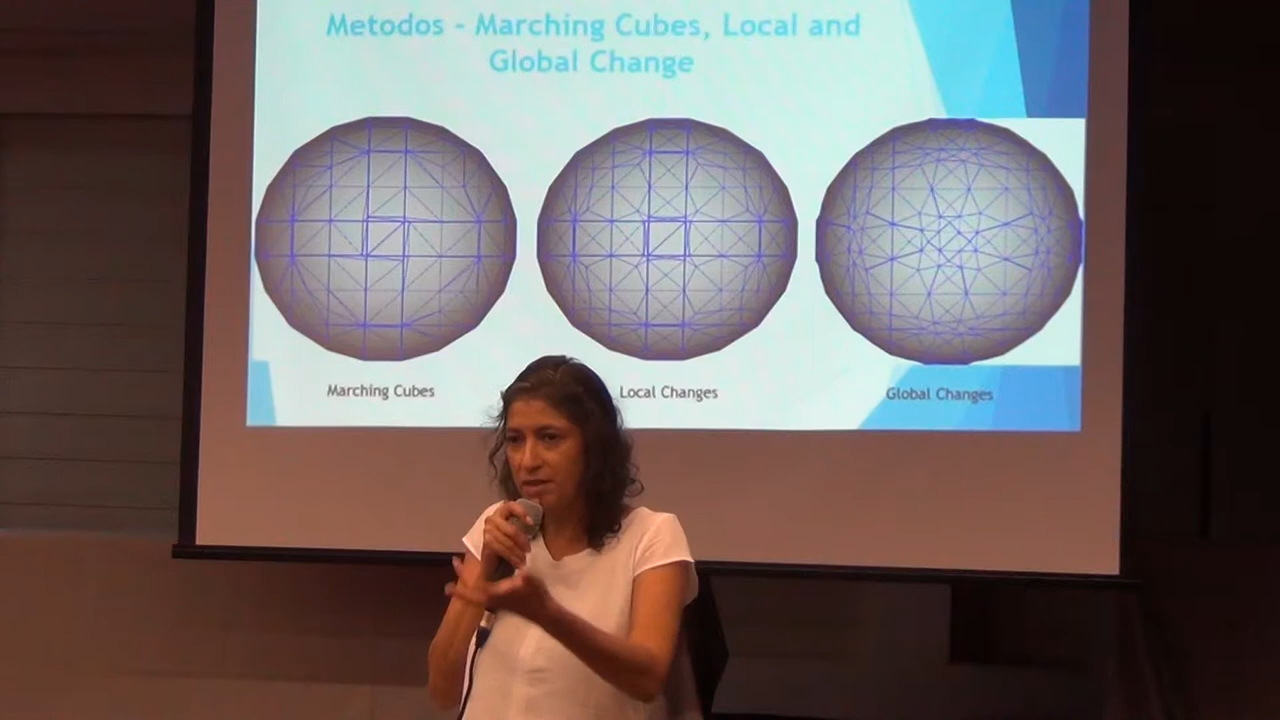 Metodos - Marching Cubes, Local and
Global Change
Marching Cubes
Local Changes
Global Changes